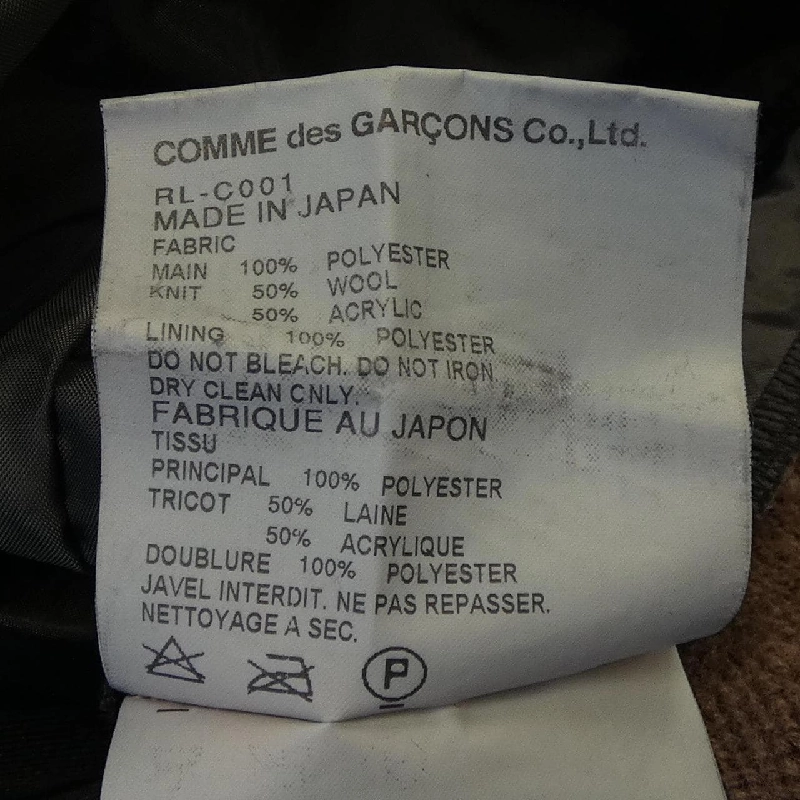 COMME des GARÇONS Co.,Ltd.
RL-C001
MADE IN JAPAN
FABRIC
MAIN 100% POLYESTER
KNIT 50% WOOL
50% ACRYLIC
LINING 100% POLYESTER
DO NOT BLEACH. DO NOT IRON
DRY CLEAN CNLY.
FABRIQUE AU JAPON
TISSU
PRINCIPAL 100% POLYESTER
TRICOT 50% LAINE
50% ACRYLIQUE
DOUBLURE 100% POLYESTER
JAVEL INTERDIT. NE PAS REPASSER.
NETTOYAGE A SEC.
P